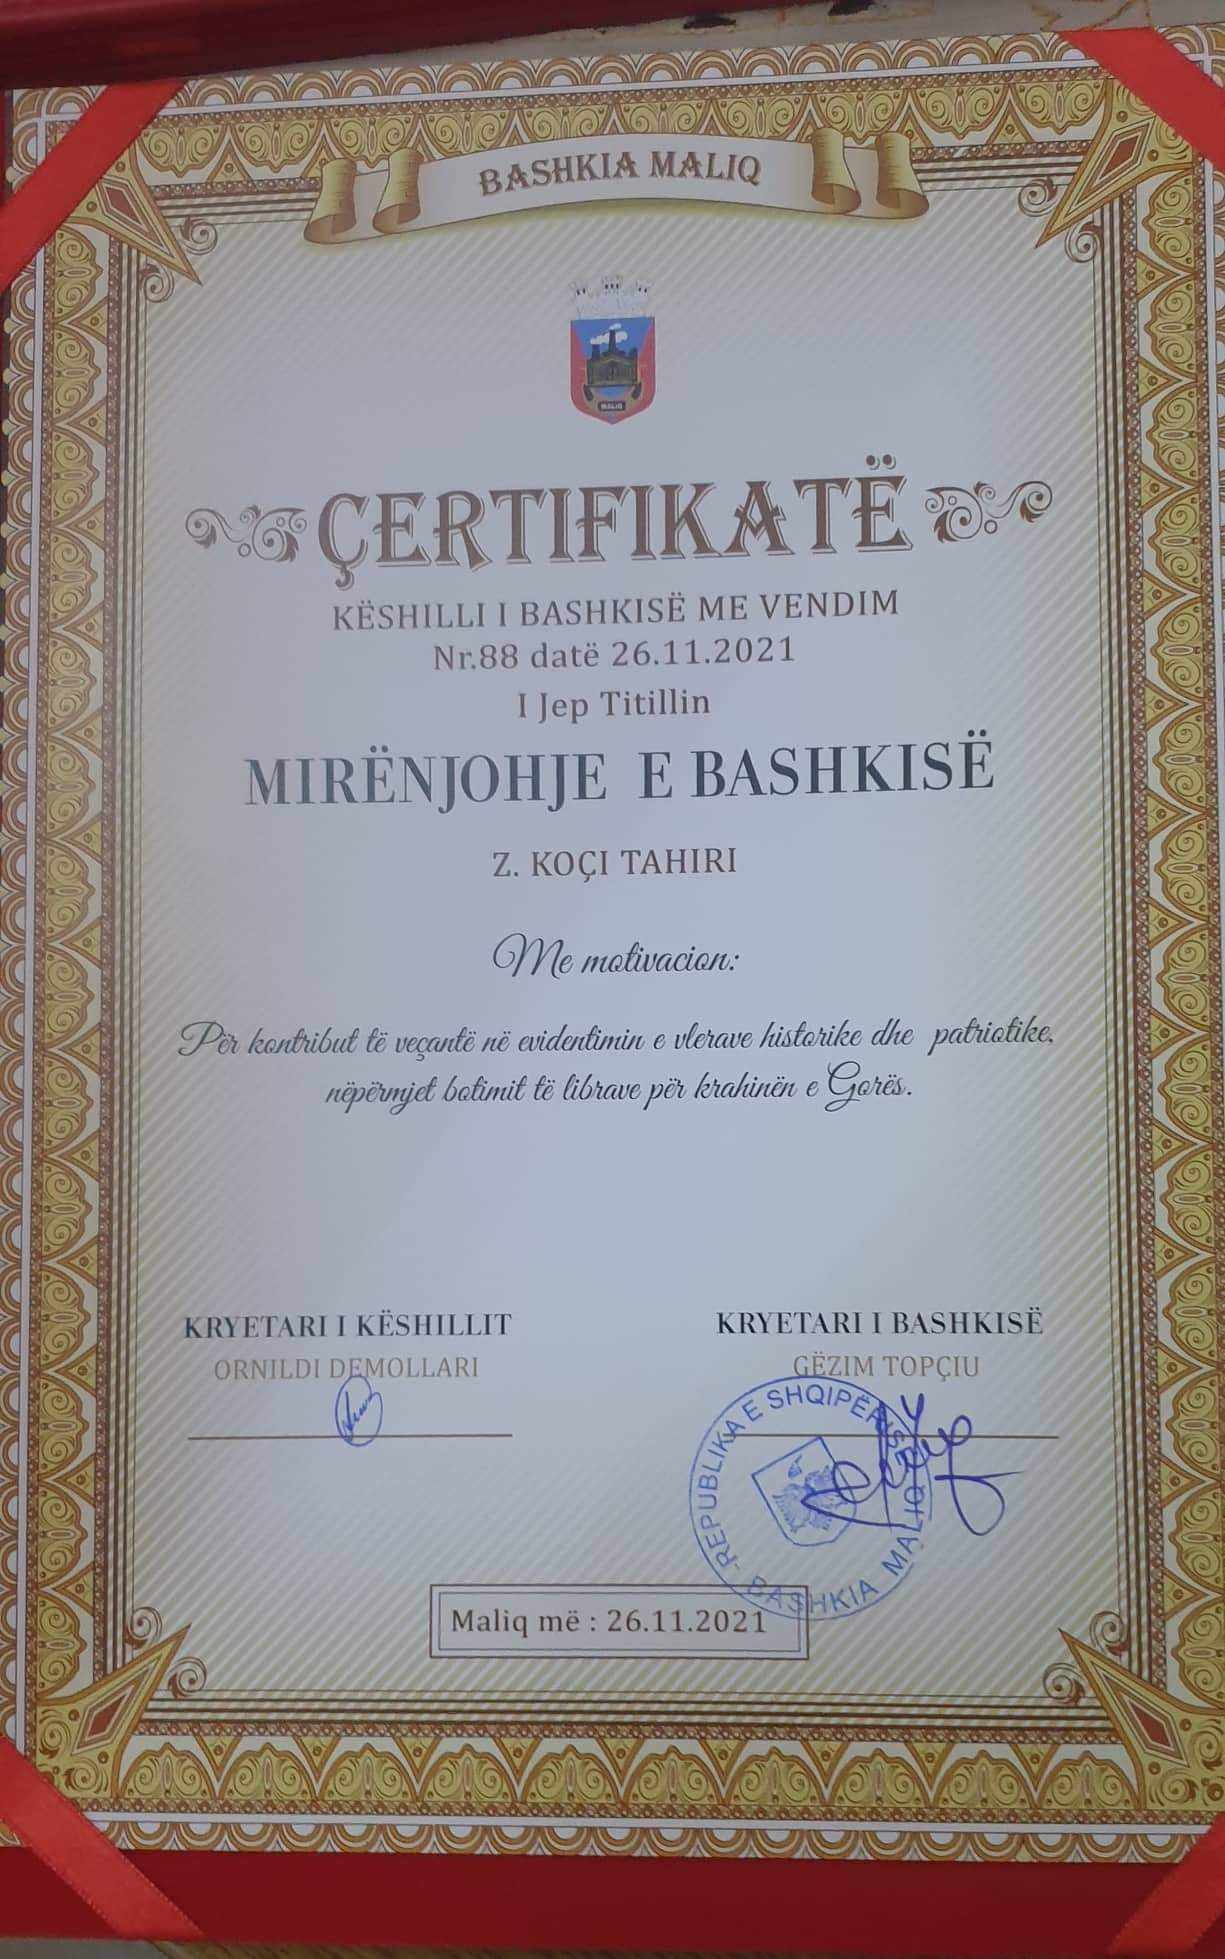 BASHKIA MALIQ
MALIQ
ÇERTIFIKATË
KËSHILLI I BASHKISË ME VENDIM
Nr.88 datë 26.11.2021
I Jep Titillin
MIRËNJOHJE E BASHKISË
Z. KOÇI TAHIRI
Me motivacion:
Për kontribut të veçantë në evidentimin e vlerave historike dhe patriotike,
nëpërmjet botimit të librave për krahinën e Gorës.
KRYETARI I KËSHILLIT
ORNILDI DEMOLLARI
KRYETARI I BASHKISË
GËZIM TOPÇIU
REPUBLIKA E SHQIPËRISË
BASHKIA MALIQ
Maliq më : 26.11.2021